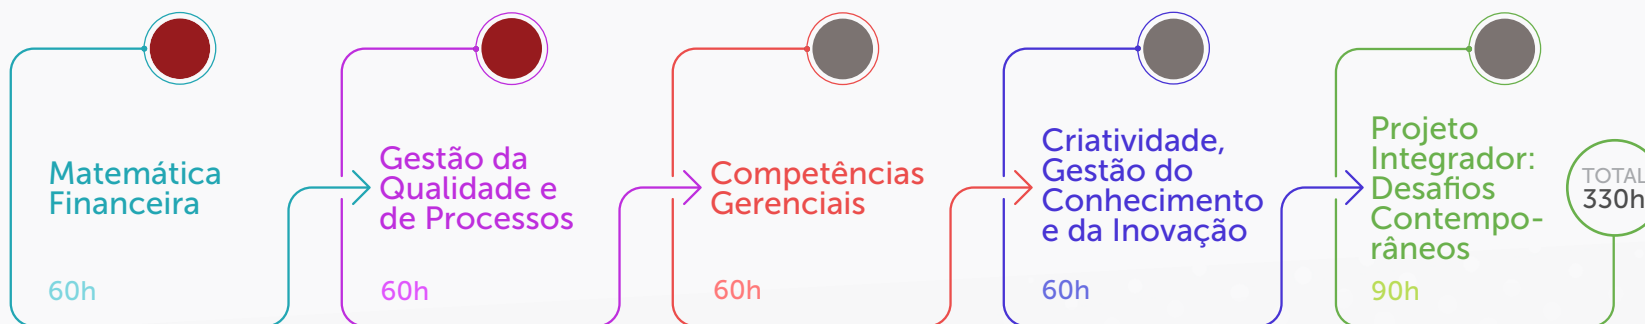 Matemática
Financeira
60h
Gestão da
Qualidade e
de Processos
60h
Competências
Gerenciais
60h
Criatividade,
Gestão do
Conhecimento
e da Inovação
60h
Projeto
Integrador:
Desafios
Contempo-
râneos
90h
TOTAL
330h